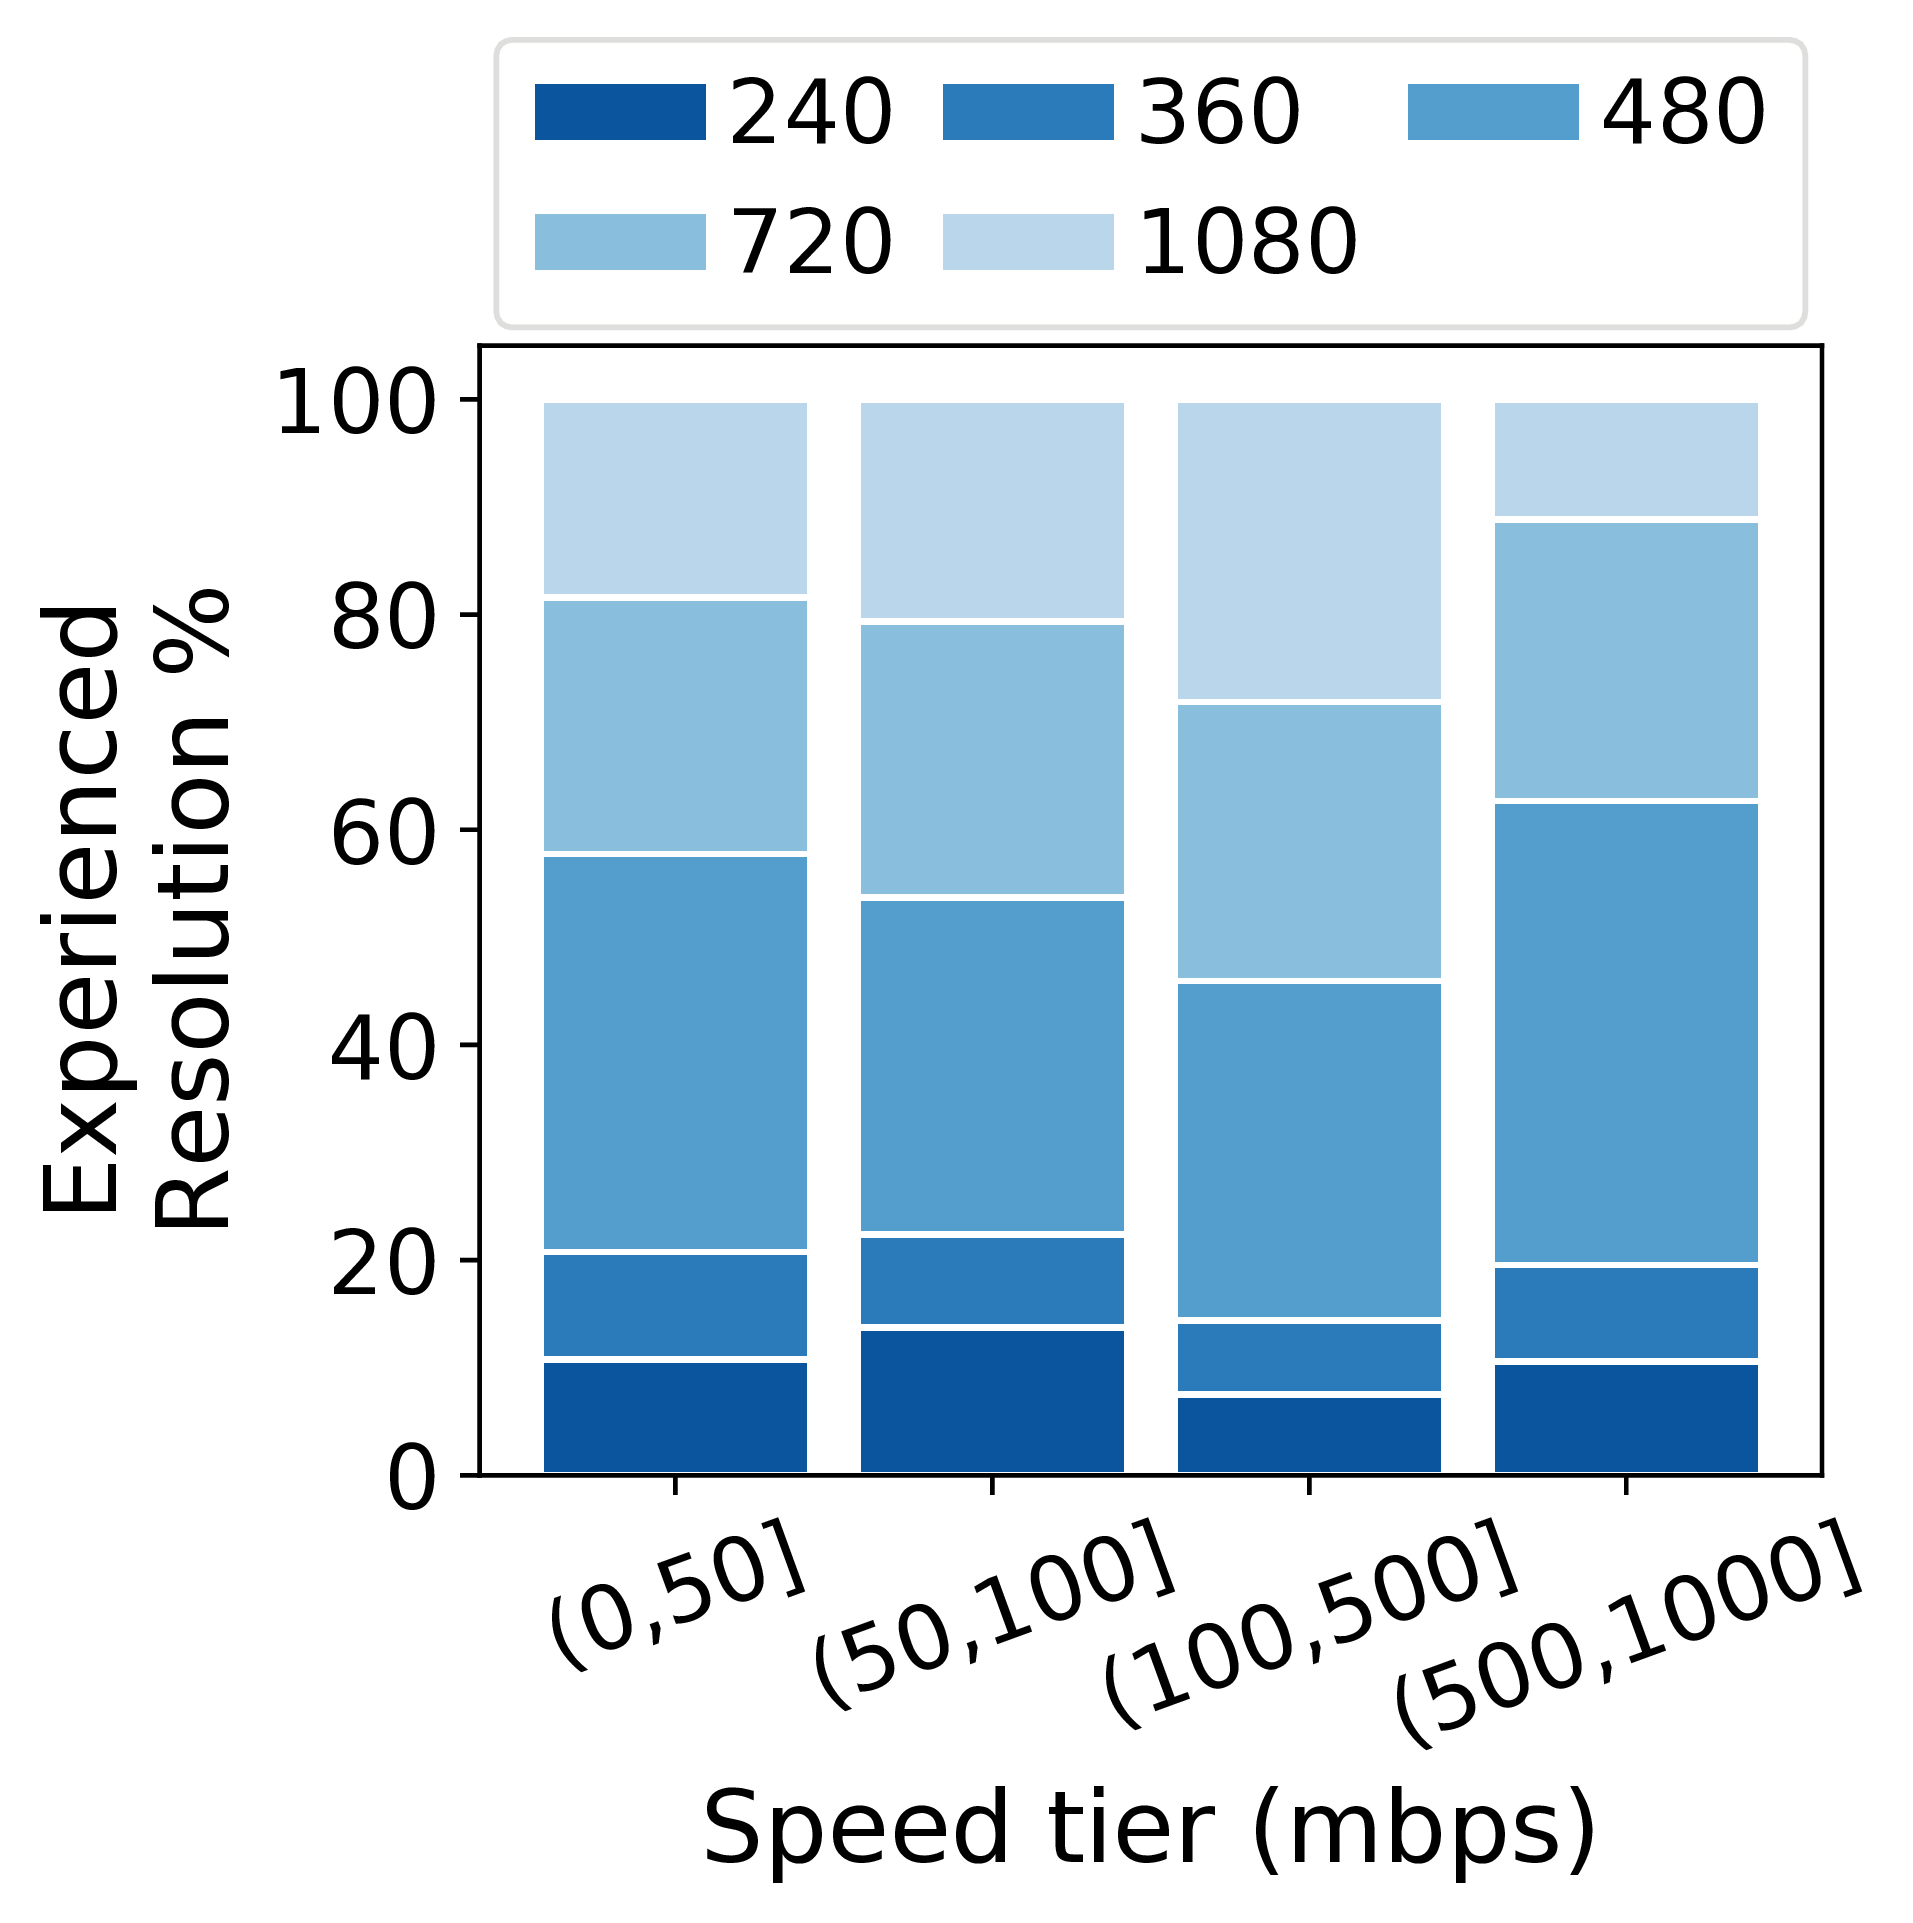 240 360 480
720 1080
Experienced
Resolution %
100
80
60
40
20
0
(0,50] (50,100] (100,500] (500,1000]
Speed tier (mbps)